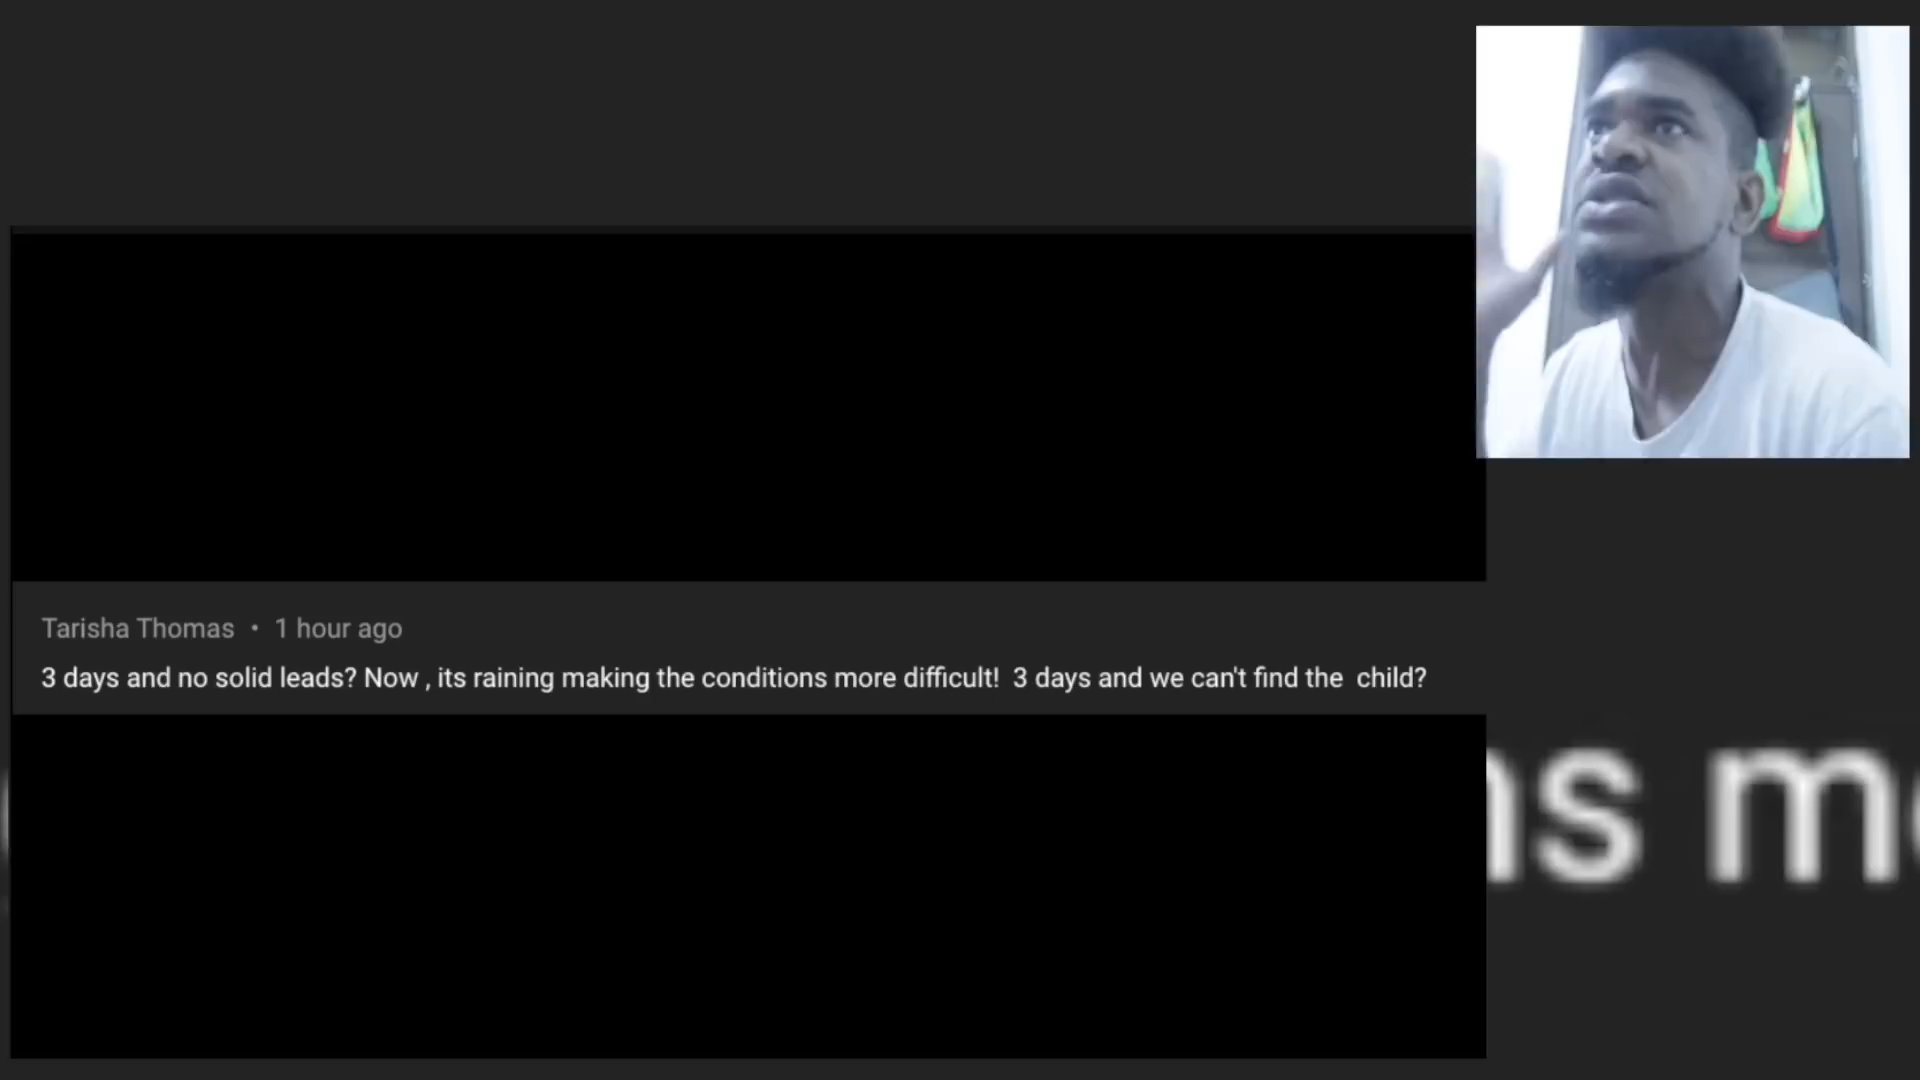 Tarisha Thomas • 1 hour ago
3 days and no solid leads? Now , its raining making the conditions more difficult!  3 days and we can't find the  child?